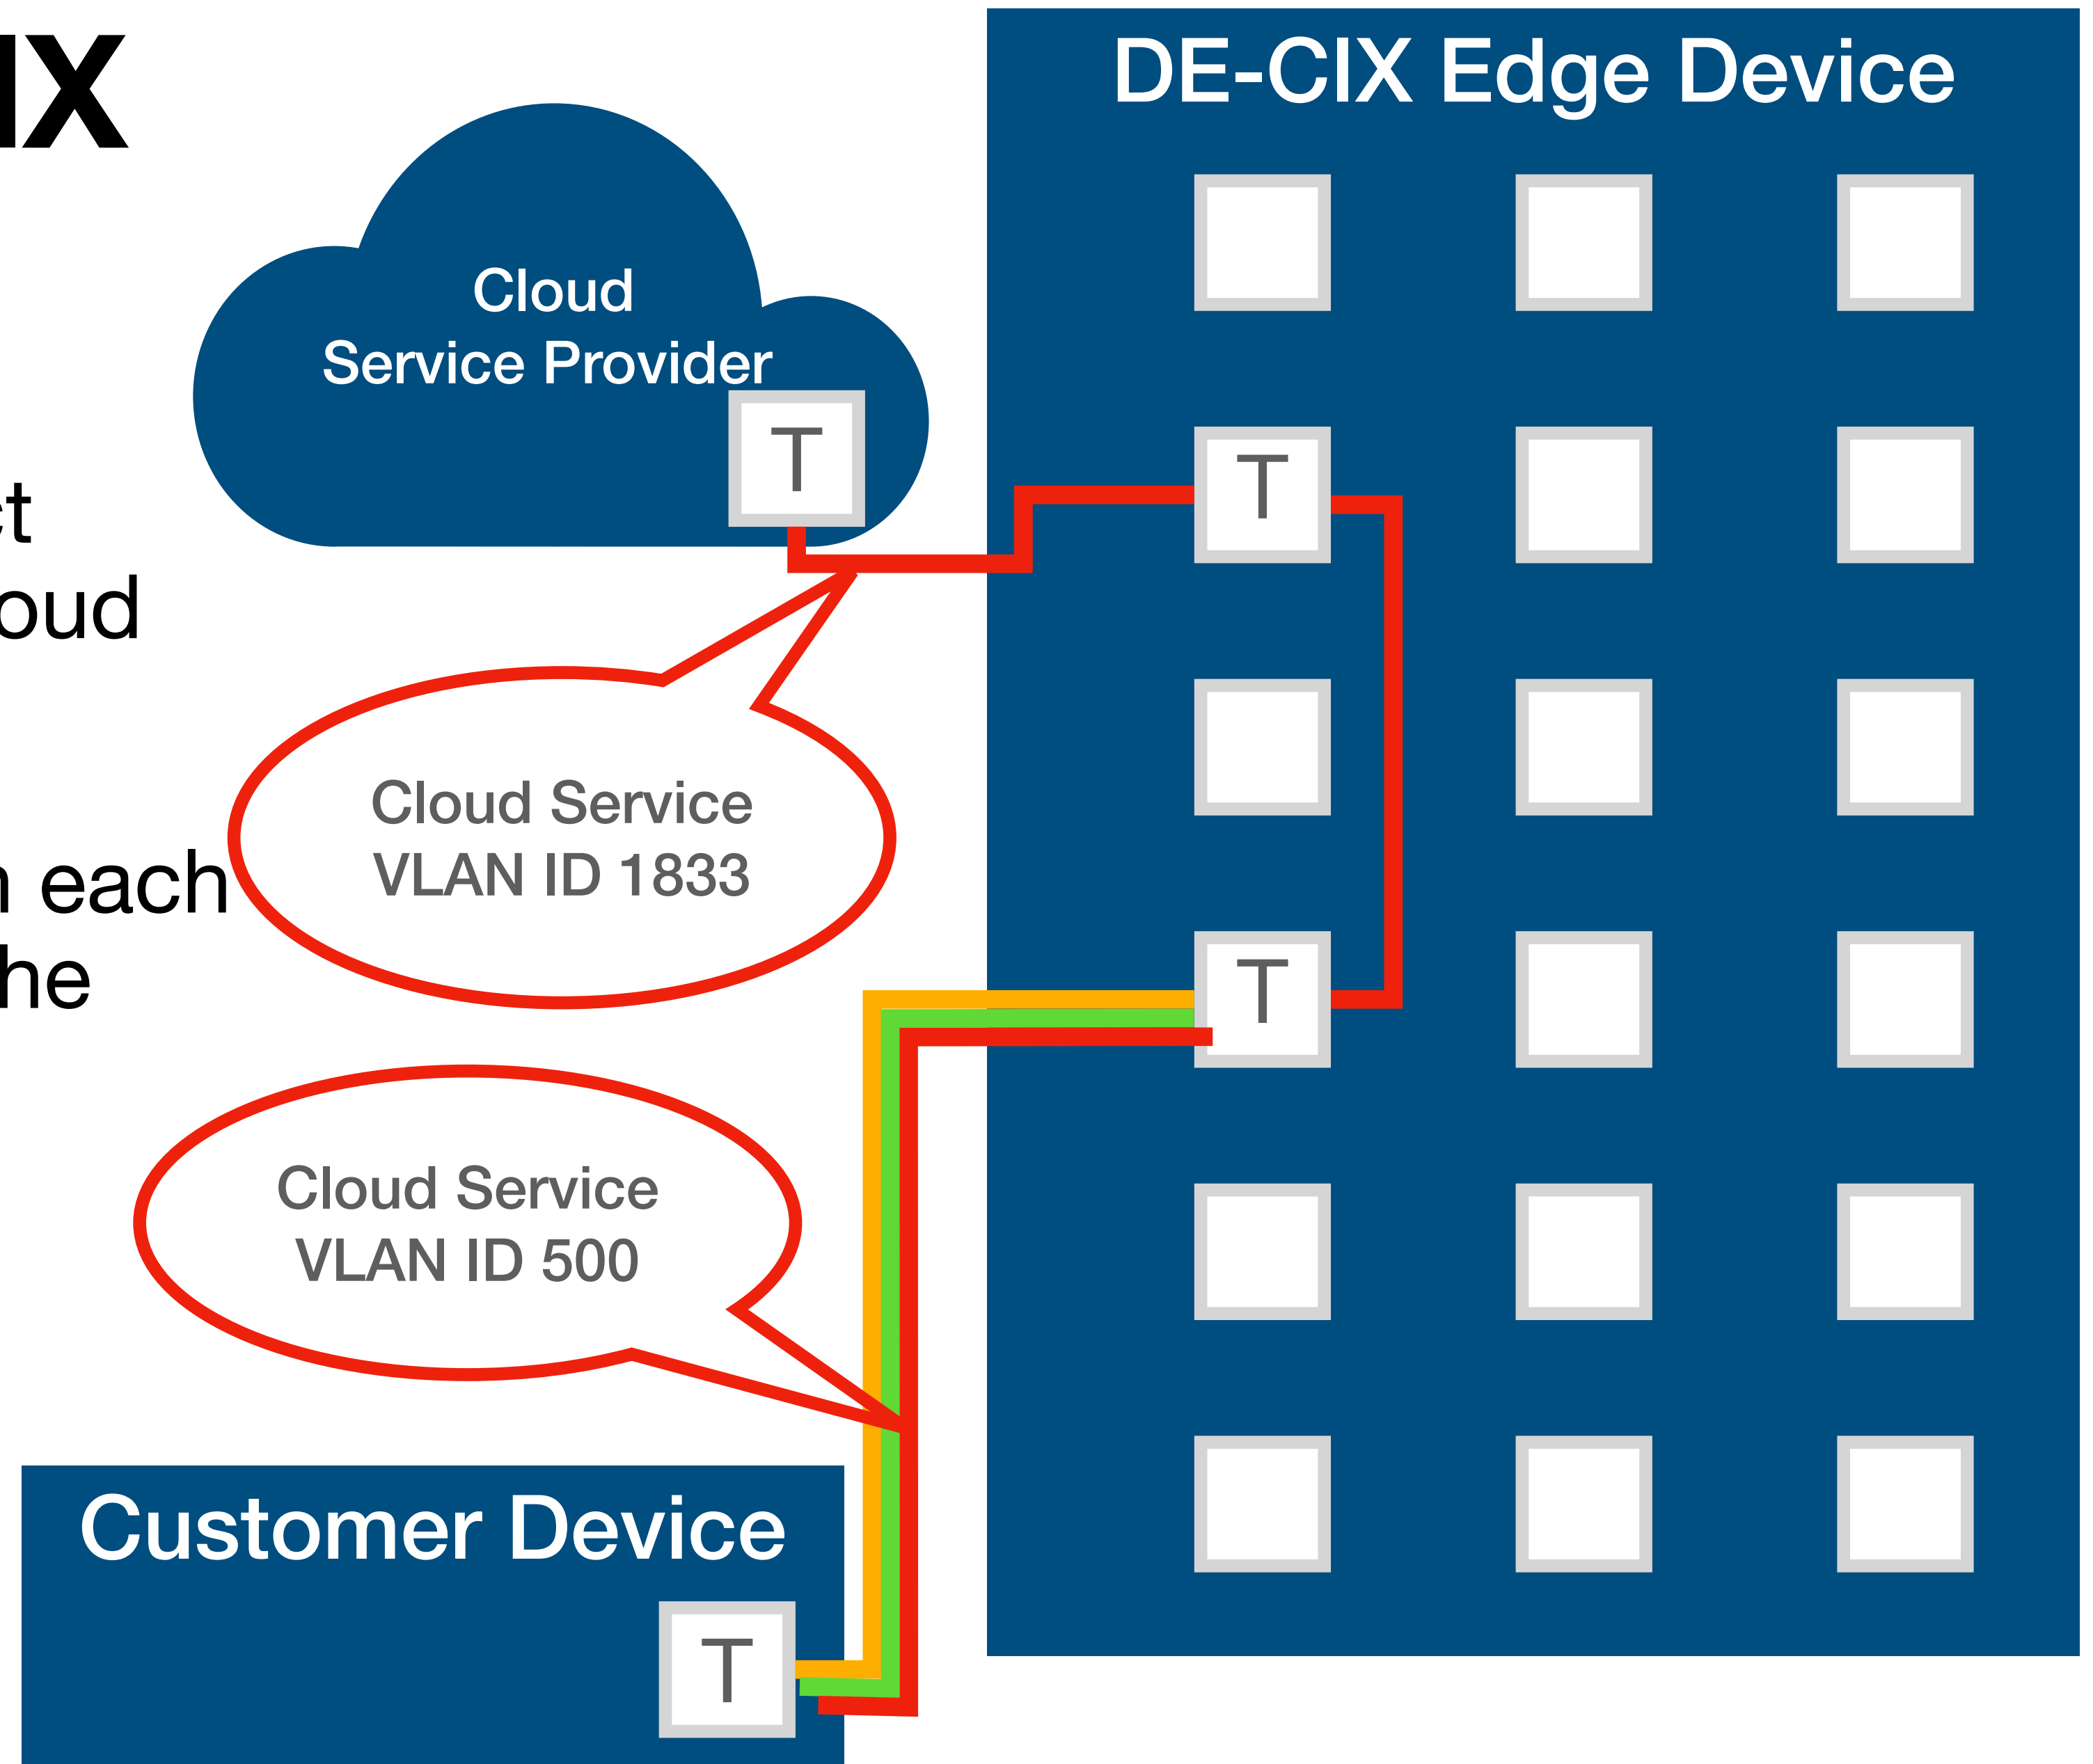 IX
DE-CIX Edge Device
Cloud
Service Provider
T
T
ct
oud
Cloud Service
VLAN ID 1833
n each
he
T
Cloud Service
VLAN ID 500
Customer Device
T